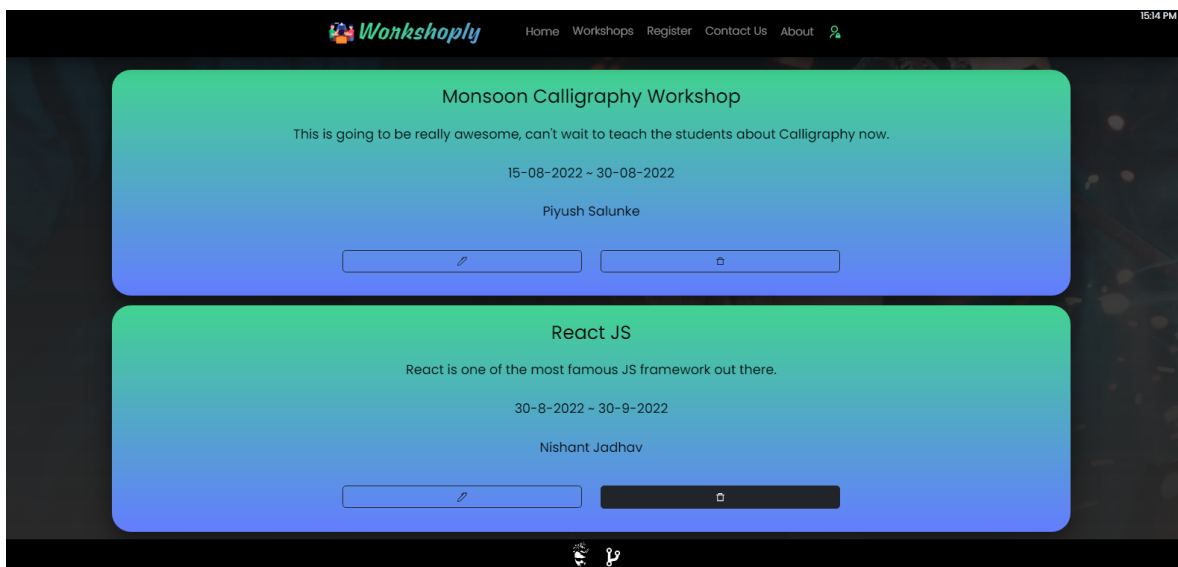 Workshoply
Home Workshops Register Contact Us About
15:14 PM
Monsoon Calligraphy Workshop
This is going to be really awesome, can't wait to teach the students about Calligraphy now.
15-08-2022 ~ 30-08-2022
Piyush Salunke
React JS
React is one of the most famous JS framework out there.
30-8-2022 ~ 30-9-2022
Nishant Jadhav